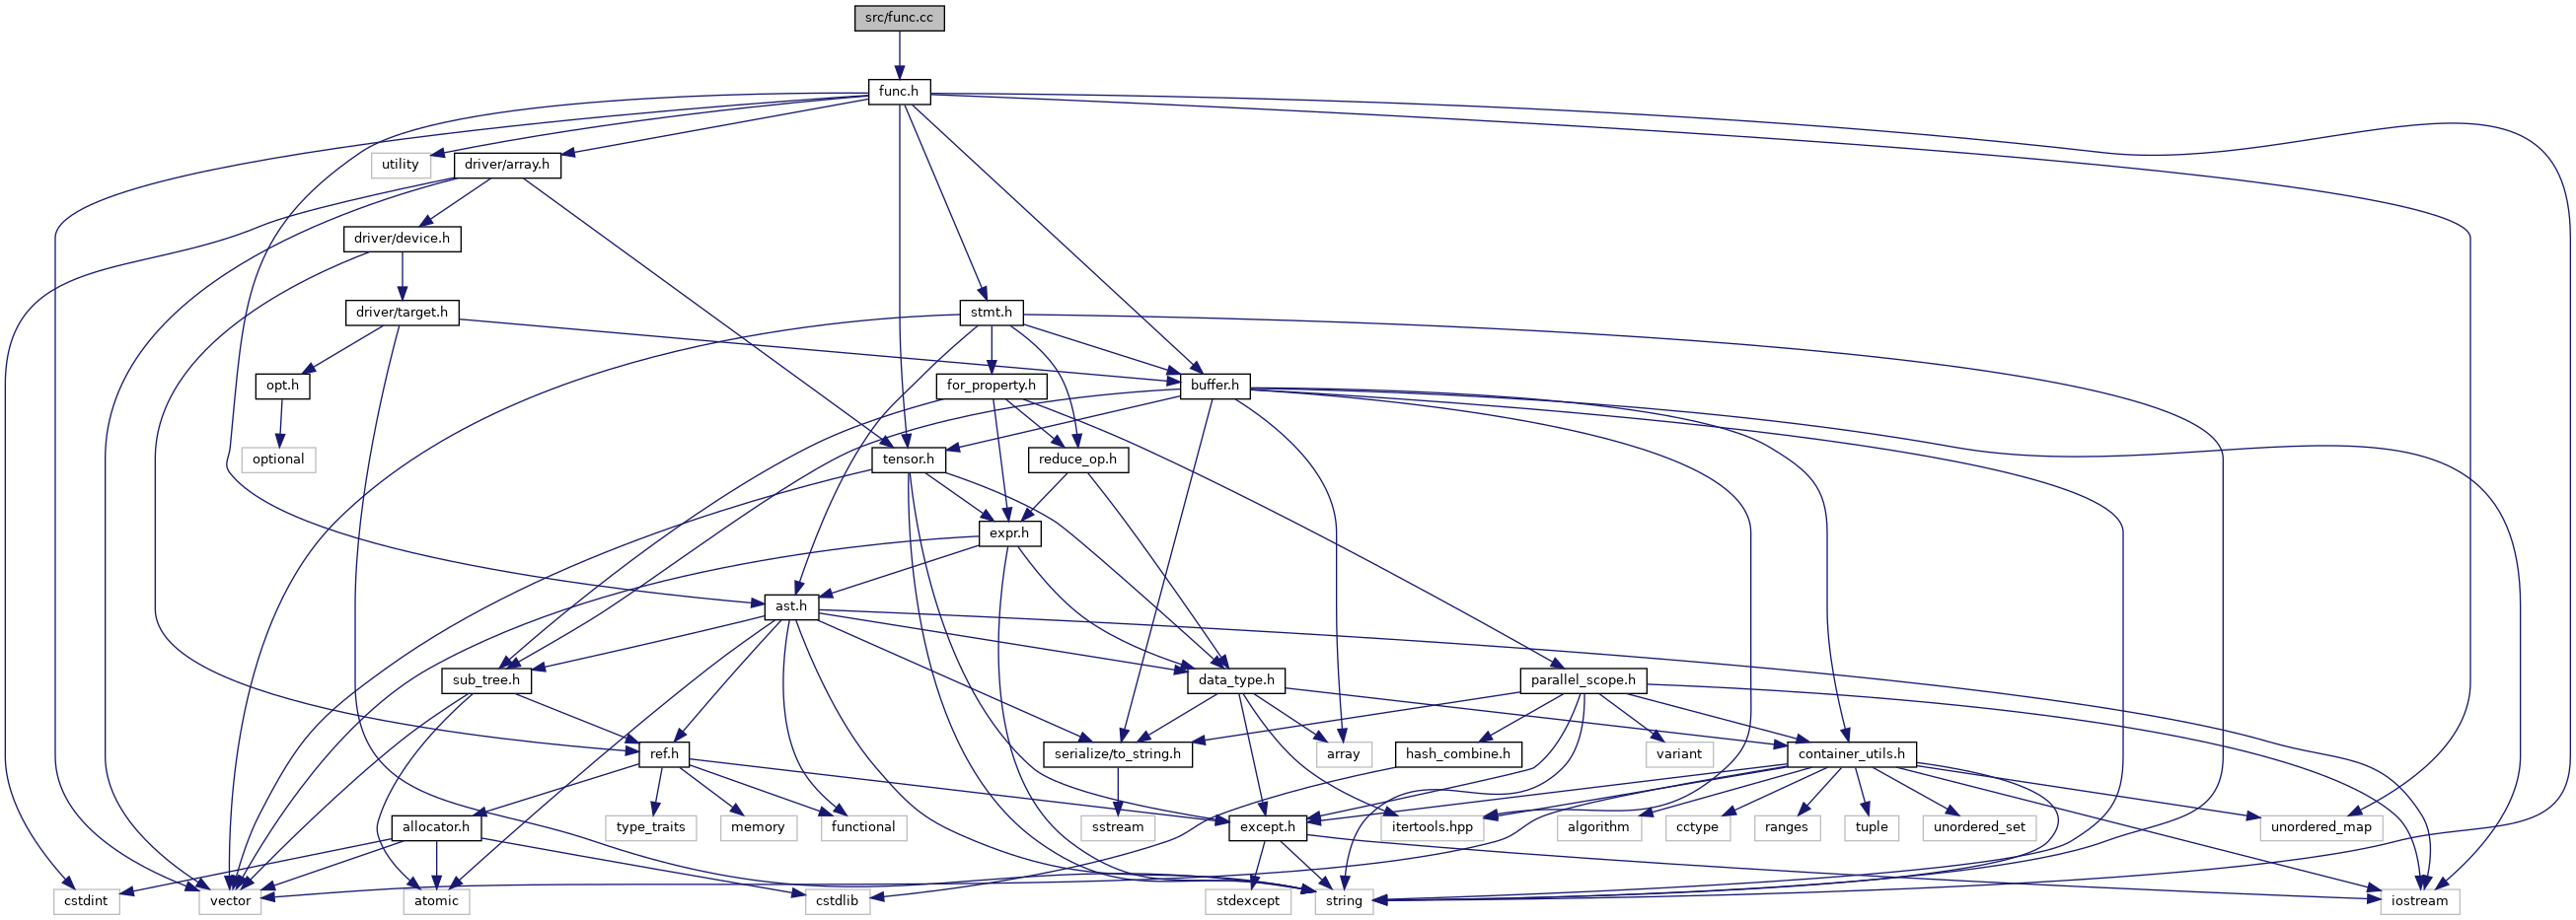 src/func.cc
func.h
utility
driver/array.h
driver/device.h
driver/target.h
stmt.h
opt.h
for_property.h
buffer.h
optional
tensor.h
reduce_op.h
expr.h
ast.h
sub_tree.h
data_type.h
parallel_scope.h
ref.h
serialize/to_string.h
array
hash_combine.h
variant
container_utils.h
allocator.h
type_traits
memory
functional
sstream
except.h
itertools.hpp
algorithm
cctype
ranges
tuple
unordered_set
unordered_map
cstdint
vector
atomic
cstdlib
stdexcept
string
iostream